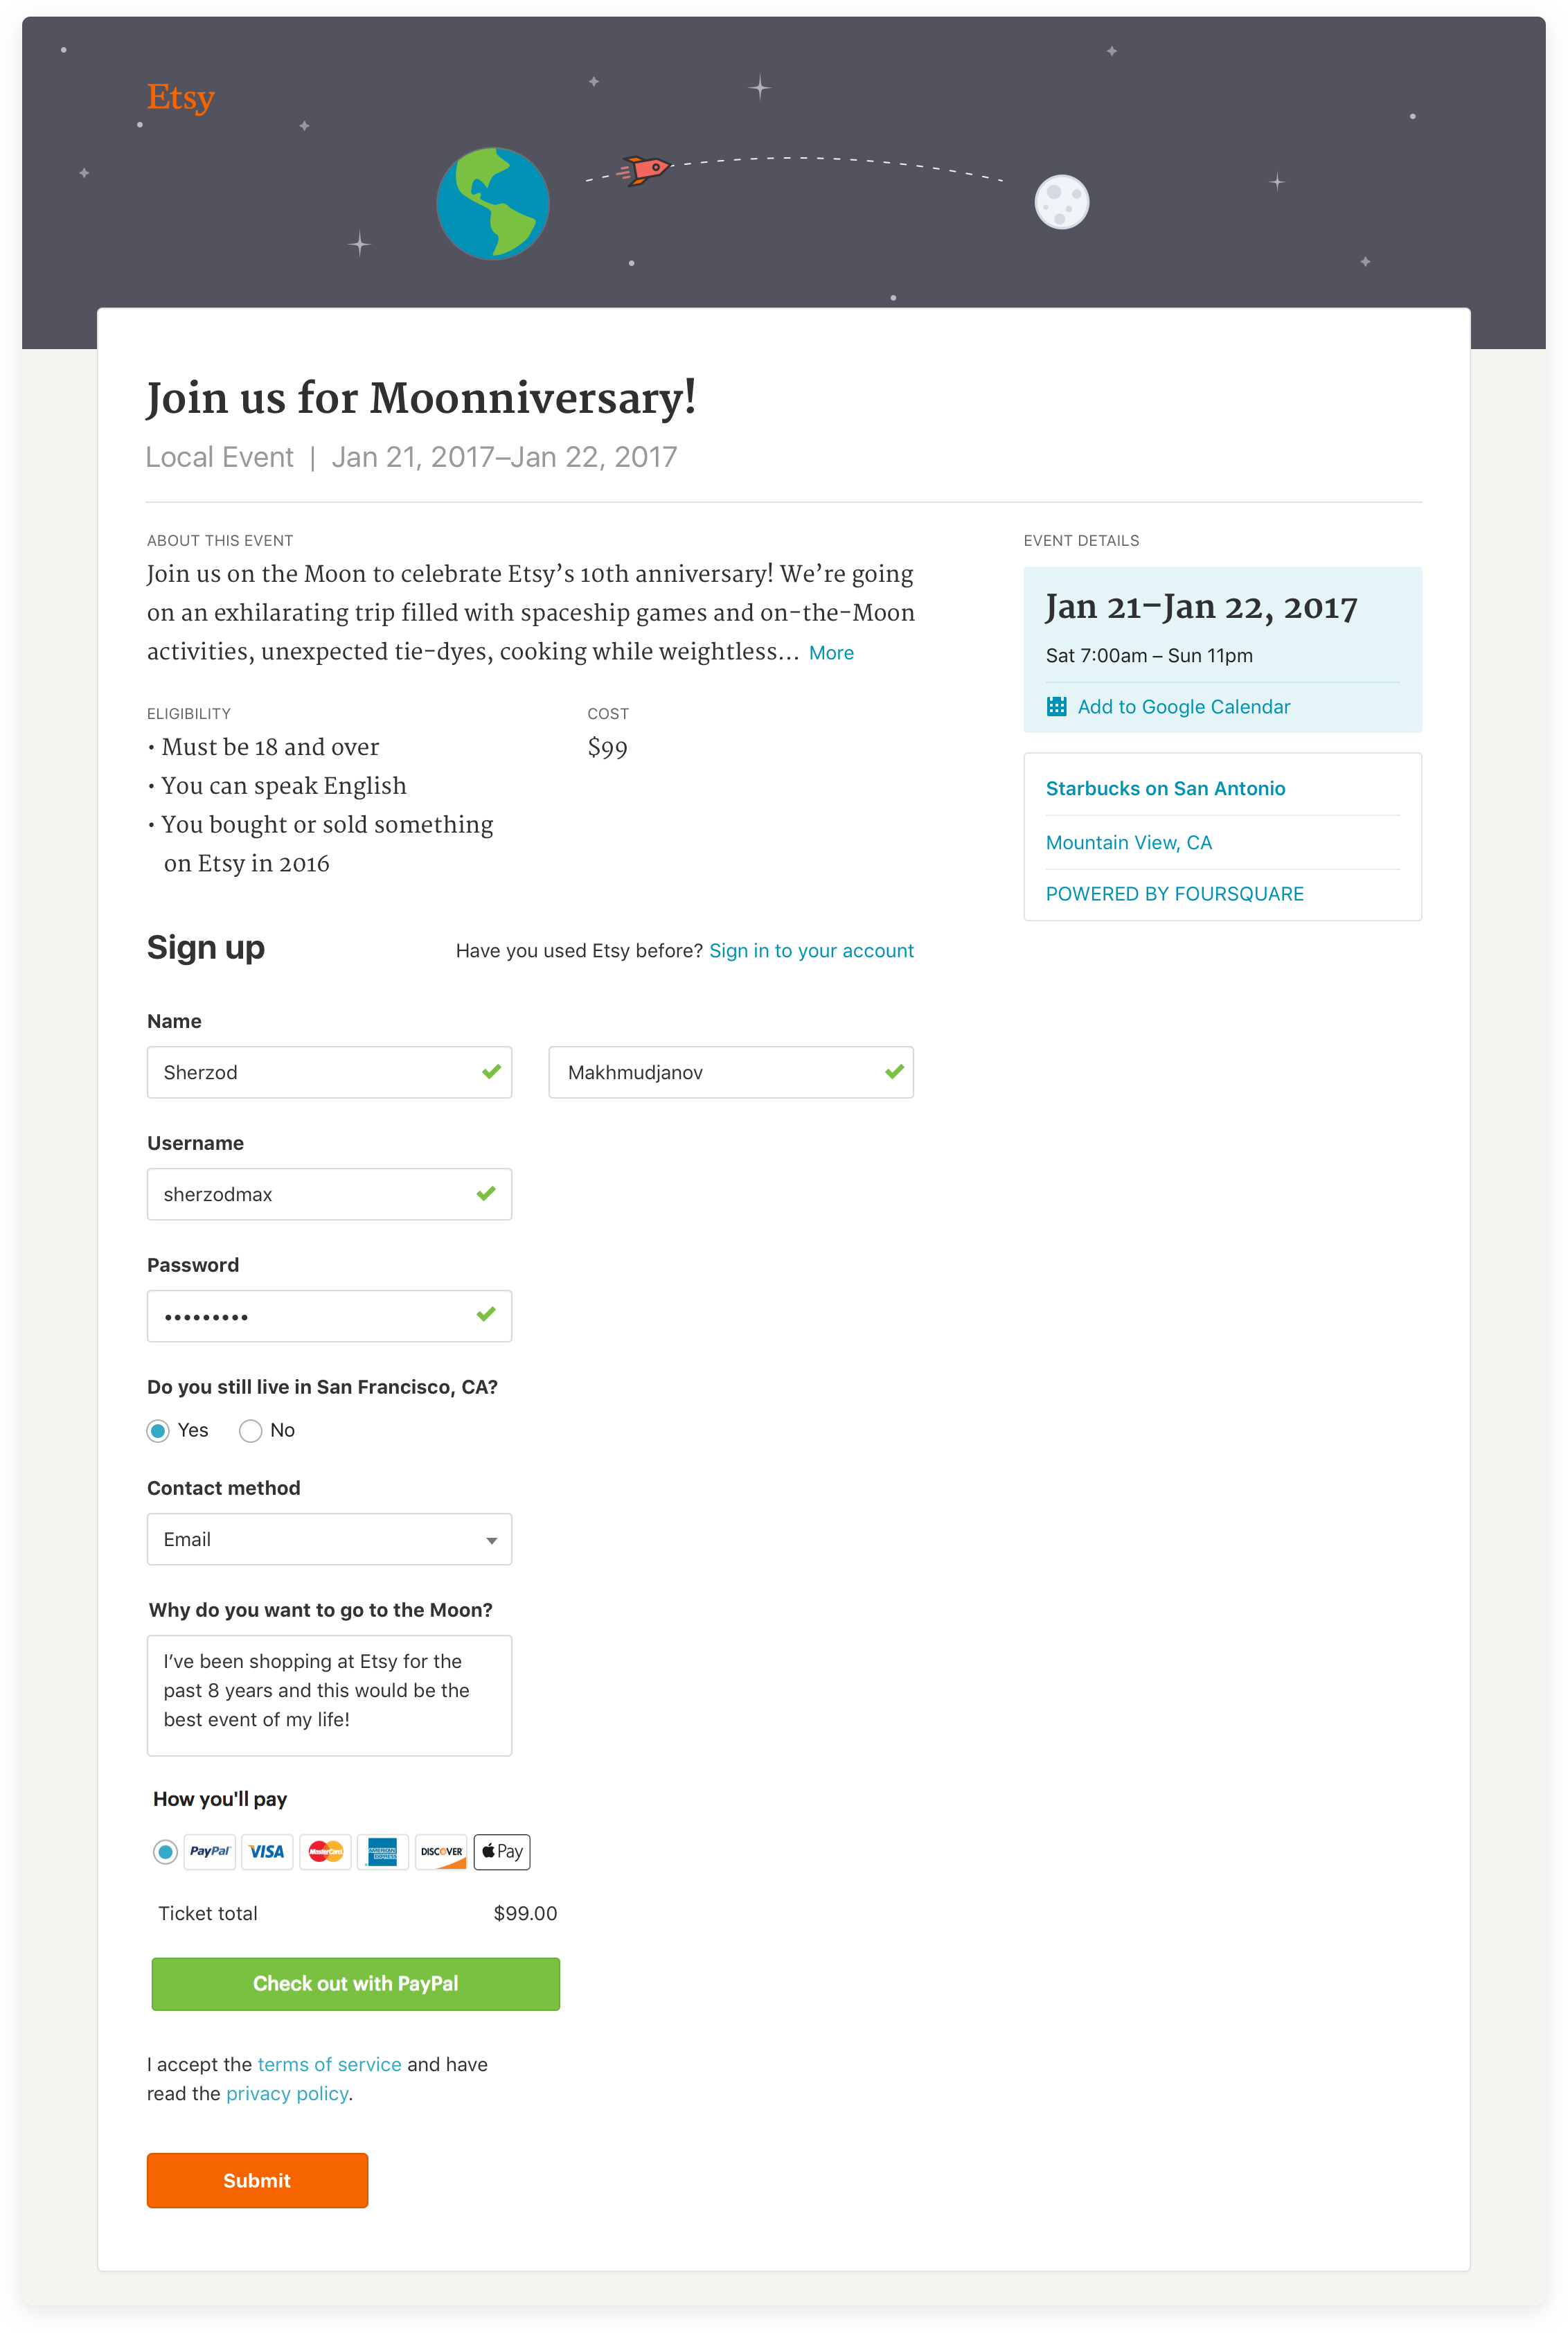 Etsy
Join us for Moonniversary!
Local Event | Jan 21, 2017–Jan 22, 2017
ABOUT THIS EVENT
Join us on the Moon to celebrate Etsy’s 10th anniversary! We’re going
on an exhilarating trip filled with spaceship games and on-the-Moon
activities, unexpected tie-dyes, cooking while weightless... More
ELIGIBILITY
• Must be 18 and over
• You can speak English
• You bought or sold something
on Etsy in 2016
COST
$99
EVENT DETAILS
Jan 21–Jan 22, 2017
Sat 7:00am – Sun 11pm
Add to Google Calendar
Starbucks on San Antonio
Mountain View, CA
POWERED BY FOURSQUARE
Sign up
Have you used Etsy before? Sign in to your account
Name
Sherzod
Makhmudjanov
Username
sherzodmax
Password
•••••••••
Do you still live in San Francisco, CA?
Yes No
Contact method
Email
Why do you want to go to the Moon?
I’ve been shopping at Etsy for the
past 8 years and this would be the
best event of my life!
How you'll pay
PayPal VISA MasterCard AMERICAN EXPRESS DISCOVER Pay
Ticket total $99.00
Check out with PayPal
I accept the terms of service and have
read the privacy policy.
Submit